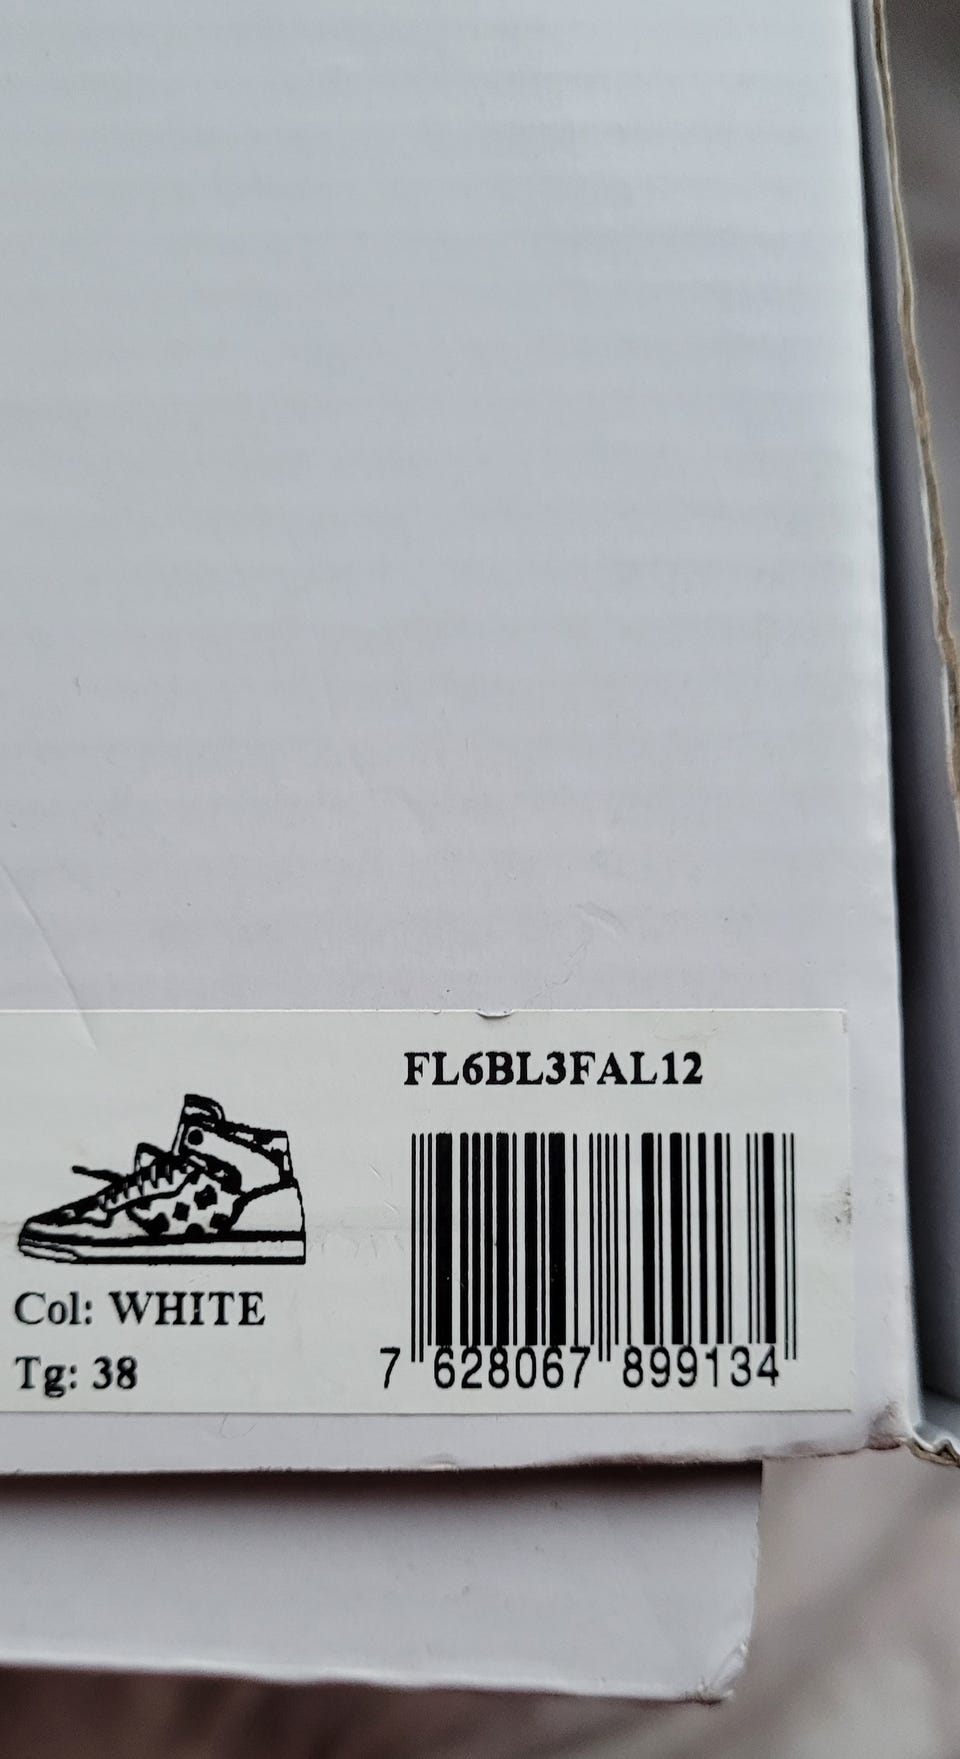 FL6BL3FAL12
Col: WHITE
Tg: 38
7 628067 899134